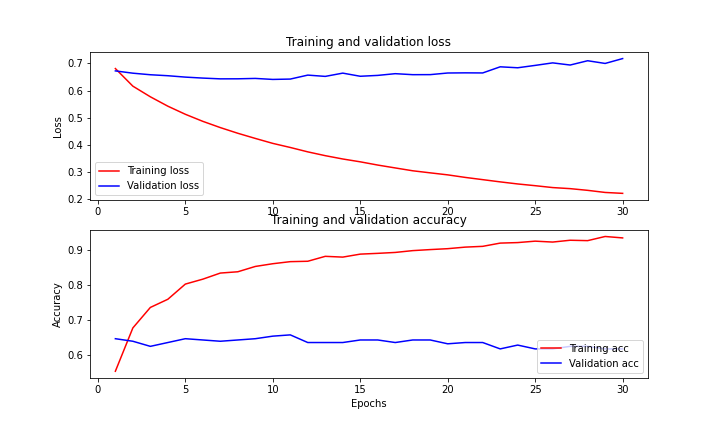 Training and validation loss
0.7
0.6
0.5
0.4
0.3
0.2
Loss
Training loss
Validation loss
0 5 10 15 20 25 30
Training and validation accuracy
0.9
0.8
0.7
0.6
Accuracy
Training acc
Validation acc
0 5 10 15 20 25 30
Epochs